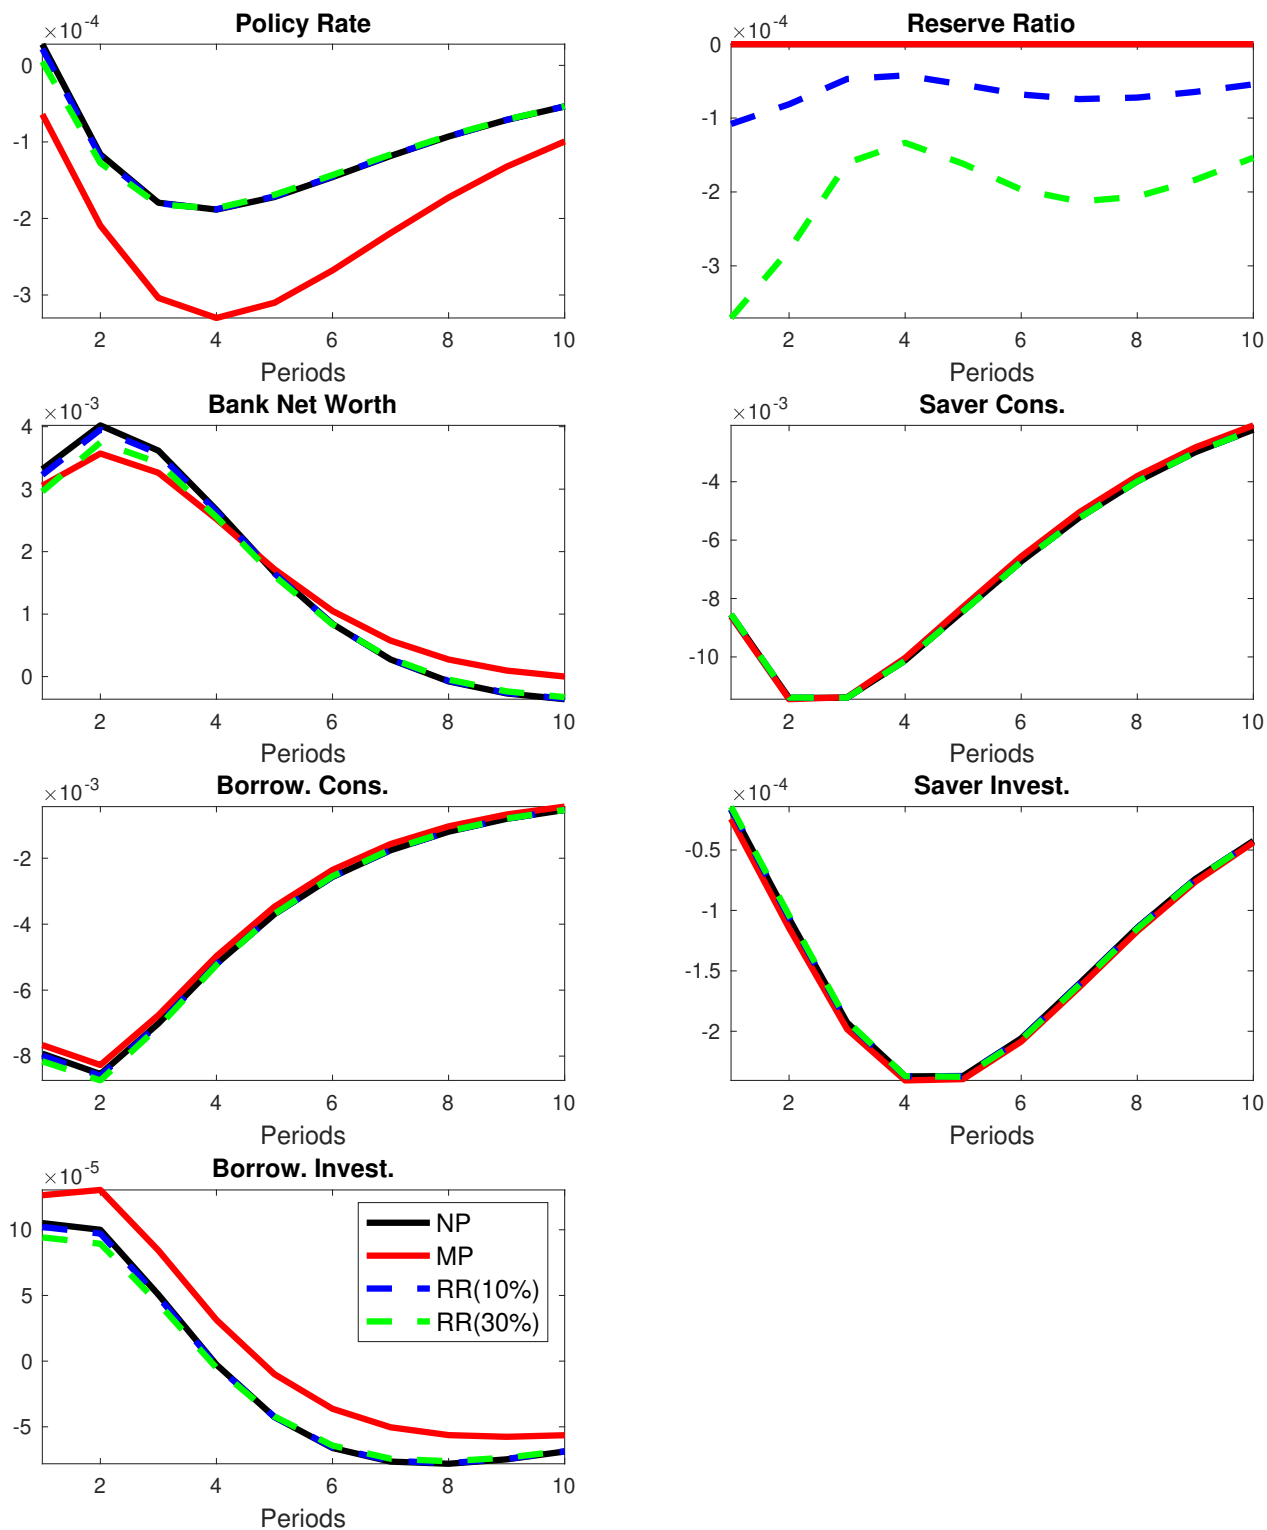 Policy Rate
×10^-4
0
-1
-2
-3
2 4 6 8 10
Periods
Reserve Ratio
×10^-4
0
-1
-2
-3
2 4 6 8 10
Periods
Bank Net Worth
×10^-3
4
3
2
1
0
2 4 6 8 10
Periods
Saver Cons.
×10^-3
-4
-6
-8
-10
2 4 6 8 10
Periods
Borrow. Cons.
×10^-3
-2
-4
-6
-8
2 4 6 8 10
Periods
Saver Invest.
×10^-4
-0.5
-1
-1.5
-2
2 4 6 8 10
Periods
Borrow. Invest.
×10^-5
10
5
0
-5
2 4 6 8 10
Periods
NP
MP
RR(10%)
RR(30%)